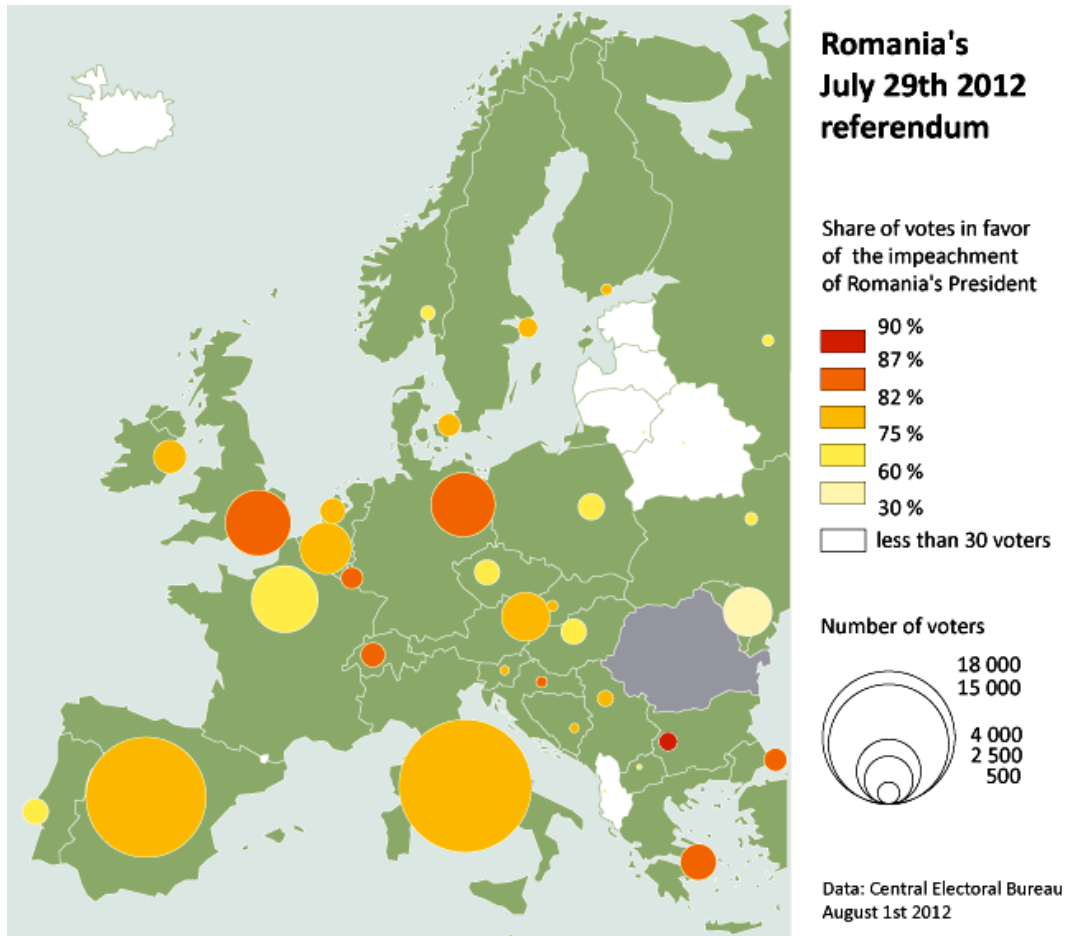 Romania's
July 29th 2012
referendum
Share of votes in favor
of the impeachment
of Romania's President
90 %
87 %
82 %
75 %
60 %
30 %
less than 30 voters
Number of voters
18 000
15 000
4 000
2 500
500
Data: Central Electoral Bureau
August 1st 2012